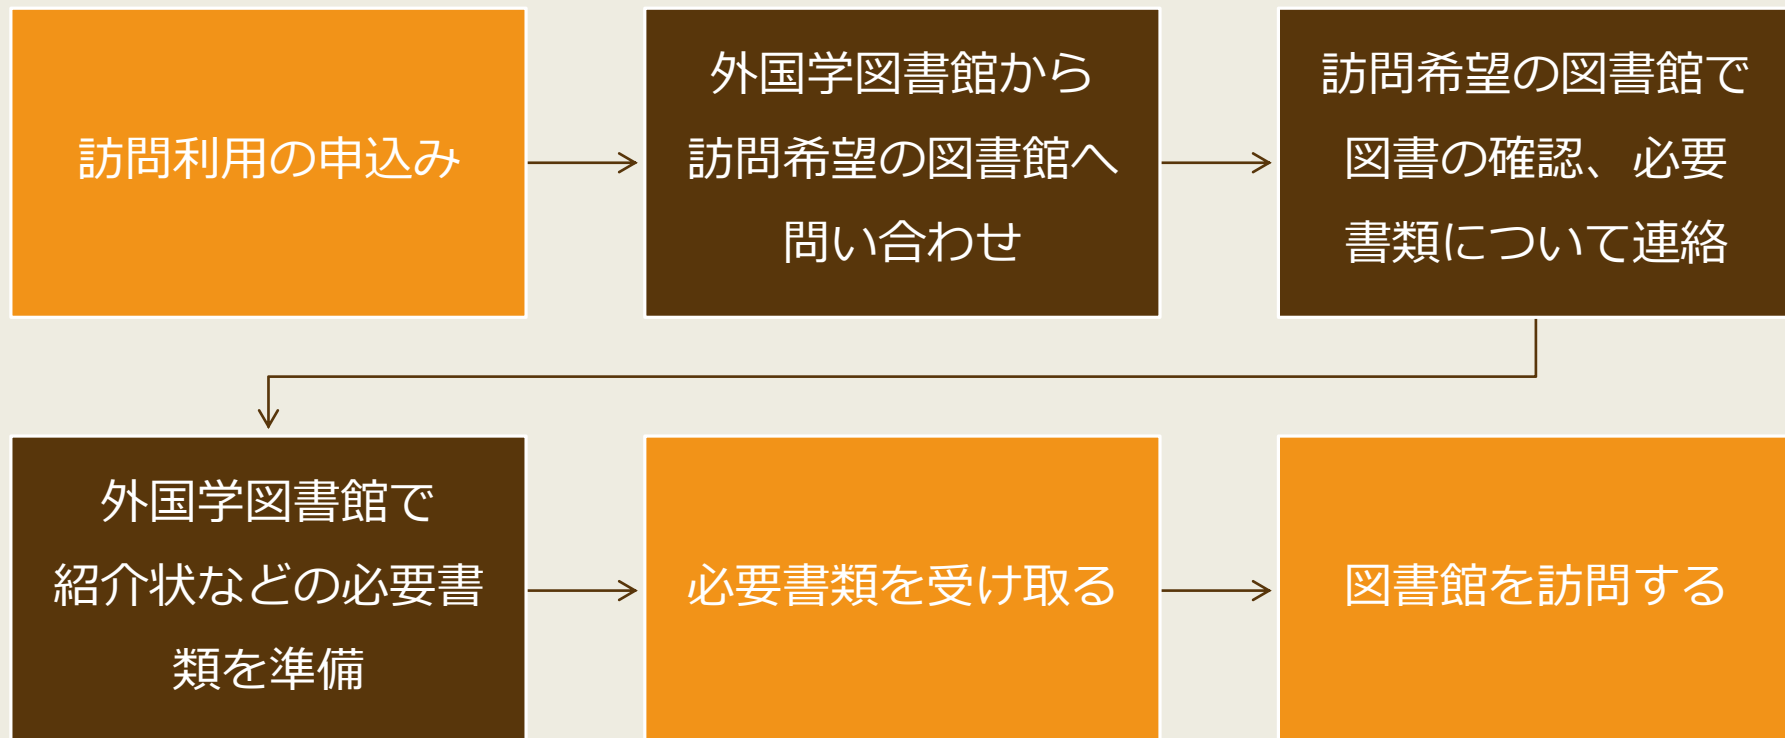 訪問利用の申込み
外国学図書館から
訪問希望の図書館へ
問い合わせ
訪問希望の図書館で
図書の確認、必要
書類について連絡
外国学図書館で
紹介状などの必要書
類を準備
必要書類を受け取る
図書館を訪問する